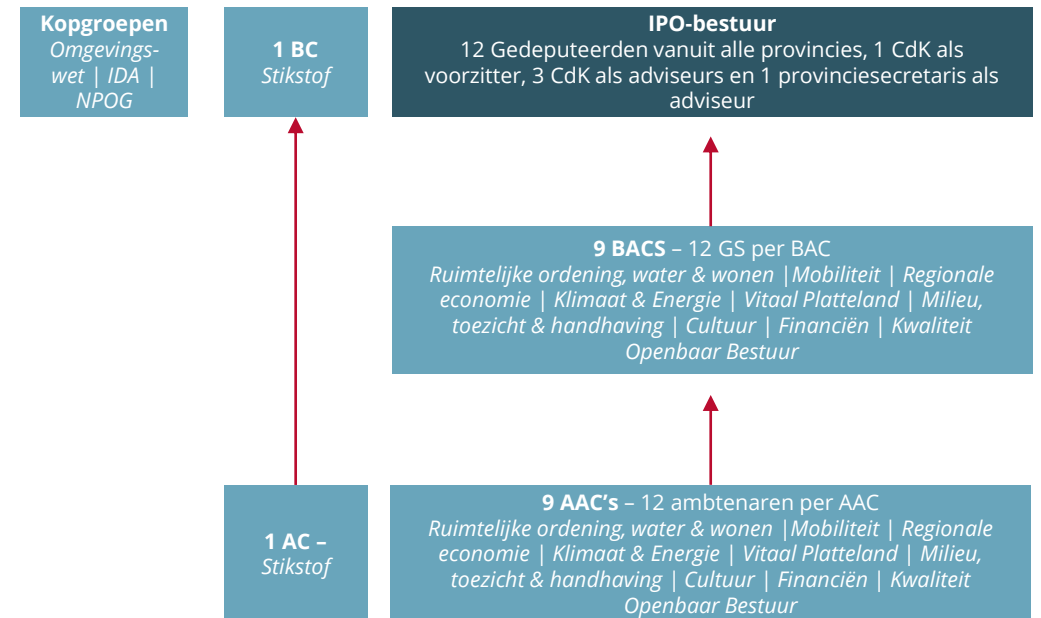 Kopgroepen
Omgevings-
wet | IDA |
NPOG
1 BC
Stikstof
IPO-bestuur
12 Gedeputeerden vanuit alle provincies, 1 CdK als
voorzitter, 3 CdK als adviseurs en 1 provinciesecretaris als
adviseur
9 BACS – 12 GS per BAC
Ruimtelijke ordening, water & wonen |Mobiliteit | Regionale
economie | Klimaat & Energie | Vitaal Platteland | Milieu,
toezicht & handhaving | Cultuur | Financiën | Kwaliteit
Openbaar Bestuur
1 AC –
Stikstof
9 AAC’s – 12 ambtenaren per AAC
Ruimtelijke ordening, water & wonen |Mobiliteit | Regionale
economie | Klimaat & Energie | Vitaal Platteland | Milieu,
toezicht & handhaving | Cultuur | Financiën | Kwaliteit
Openbaar Bestuur